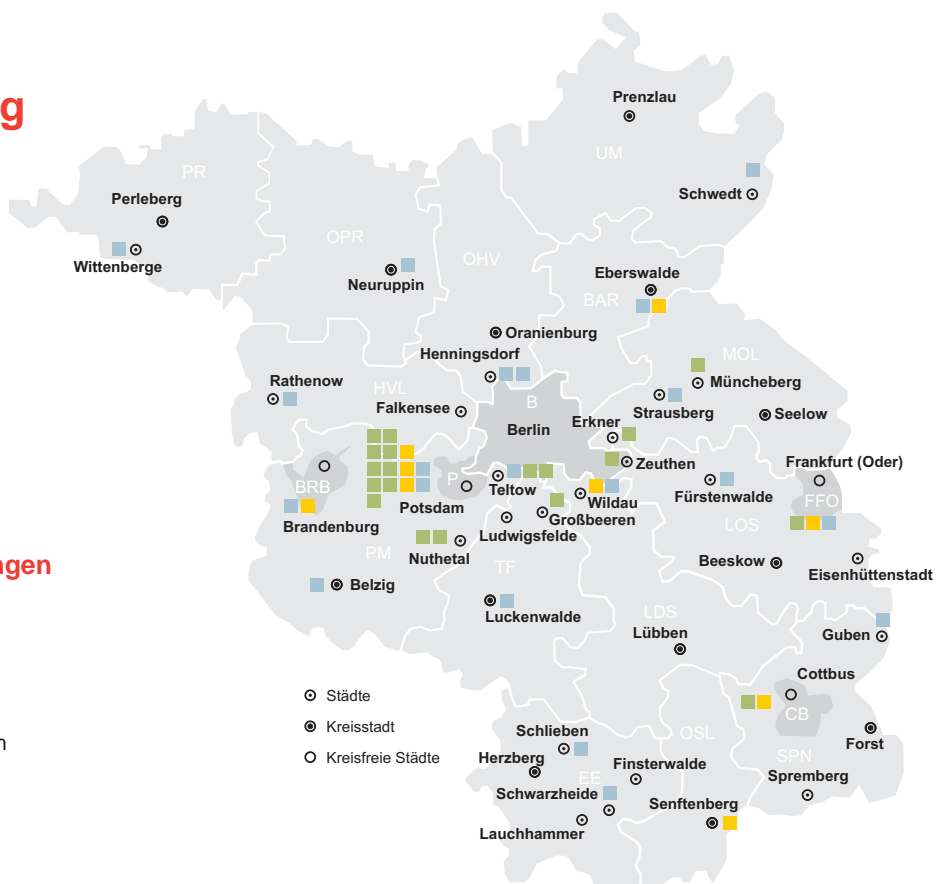 g
Prenzlau
UM
PR
Schwedt
Perleberg
OPR
OHV
Wittenberge
Neuruppin
Eberswalde
BAR
Oranienburg
Henningsdorf
MOL
Rathenow
HVL
Müncheberg
B
Strausberg
Falkensee
Erkner
Seelow
Berlin
Zeuthen
Frankfurt (Oder)
BRB
P
Teltow
Fürstenwalde
FFO
Brandenburg
Potsdam
Wildau
Großbeeren
LOS
Ludwigsfelde
PM
Nuthetal
TF
Beeskow
ngen
Eisenhüttenstadt
Belzig
Luckenwalde
LDS
Lübben
Guben
Cottbus
Städte
CB
Kreisstadt
Schlieben
OSL
n
Forst
Kreisfreie Städte
Herzberg
Finsterwalde
SPN
EE
Spremberg
Schwarzheide
Senftenberg
Lauchhammer